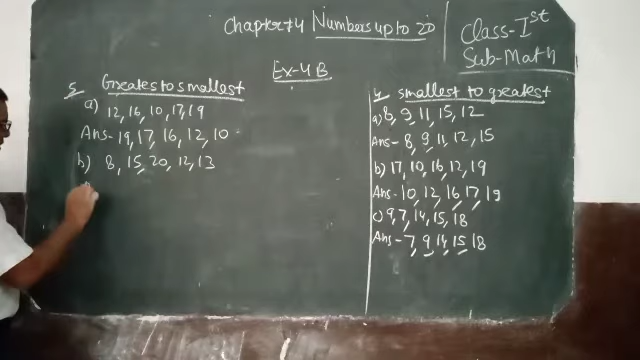 Chapter-4 Numbers up to 20
Class-Ist
Sub-Math
Ex-4B
5. Greates to smallest
a) 12, 16, 10, 17, 19
Ans- 19, 17, 16, 12, 10
b) 8, 15, 20, 12, 13
4. smallest to greatest
a) 8, 9, 11, 15, 12
Ans- 8, 9, 11, 12, 15
b) 17, 10, 16, 12, 19
Ans- 10, 12, 16, 17, 19
c) 9, 7, 14, 15, 18
Ans- 7, 9, 14, 15 18